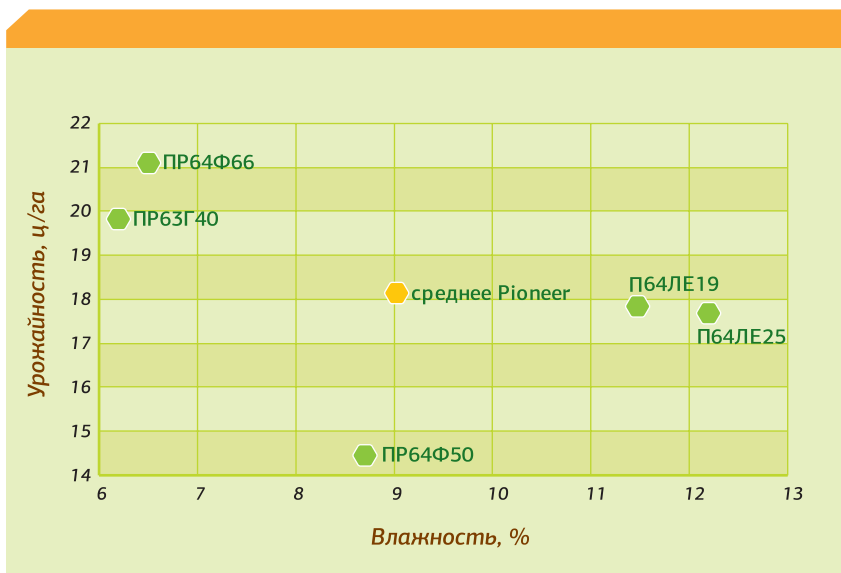 22
21
20
19
18
17
16
15
14
Урожайность, ц/га
ПР64Ф66
ПР63Г40
среднее Pioneer
П64ЛЕ19
П64ЛЕ25
ПР64Ф50
6 7 8 9 10 11 12 13
Влажность, %